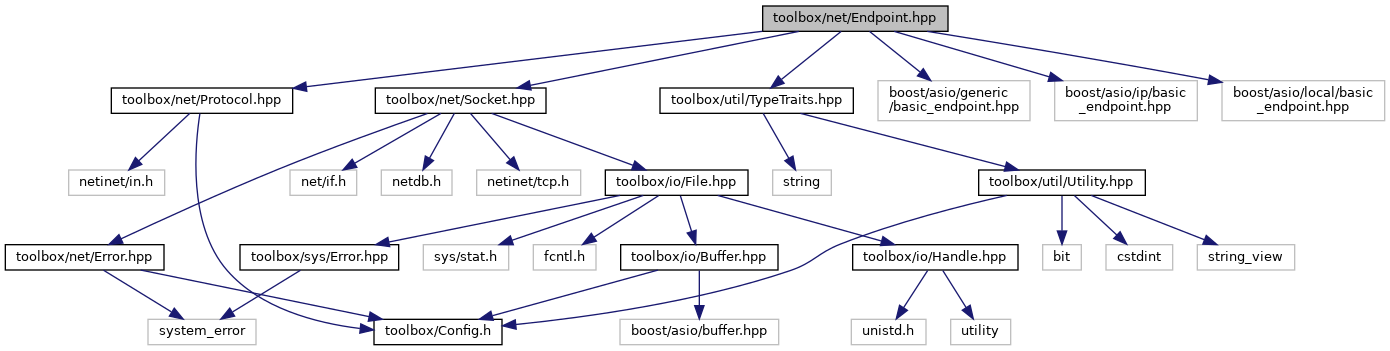 toolbox/net/Endpoint.hpp
toolbox/net/Protocol.hpp
toolbox/net/Socket.hpp
toolbox/util/TypeTraits.hpp
boost/asio/generic
/basic_endpoint.hpp
boost/asio/ip/basic
_endpoint.hpp
boost/asio/local/basic
_endpoint.hpp
netinet/in.h
net/if.h
netdb.h
netinet/tcp.h
toolbox/io/File.hpp
string
toolbox/util/Utility.hpp
toolbox/net/Error.hpp
toolbox/sys/Error.hpp
sys/stat.h
fcntl.h
toolbox/io/Buffer.hpp
toolbox/io/Handle.hpp
bit
cstdint
string_view
system_error
toolbox/Config.h
boost/asio/buffer.hpp
unistd.h
utility